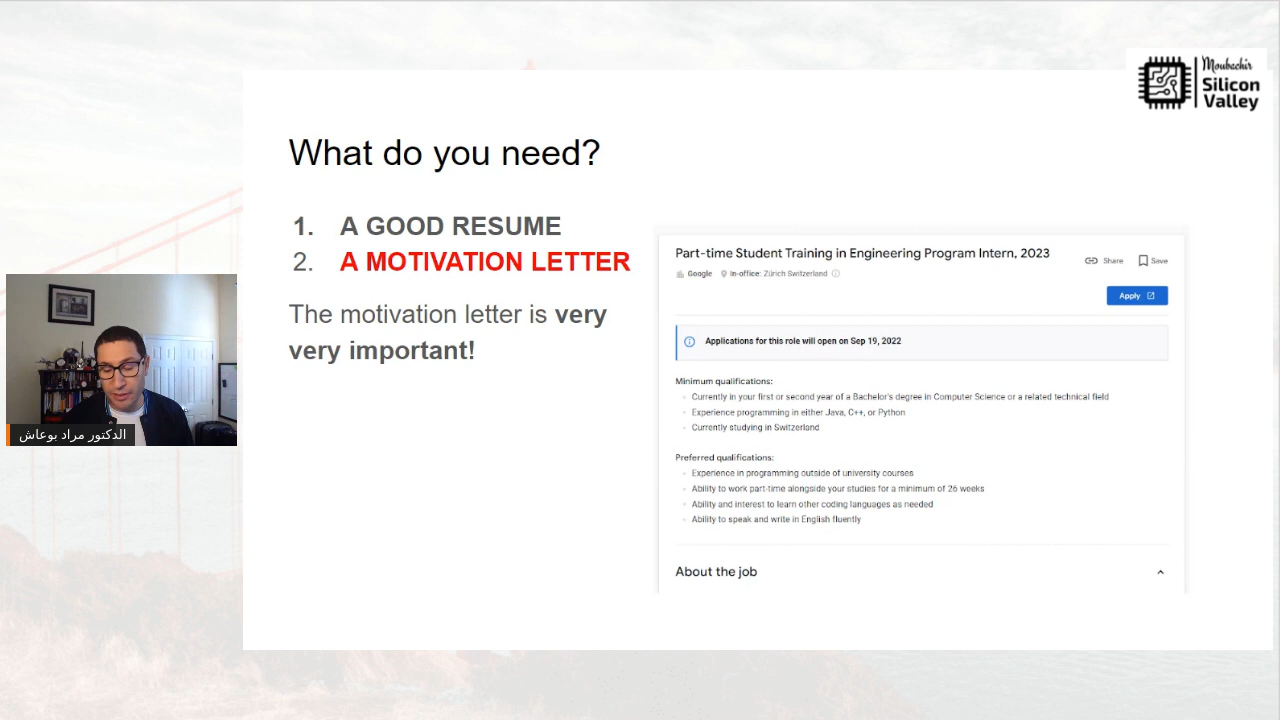 Moubachir
Silicon
Valley
What do you need?
1. A GOOD RESUME
2. A MOTIVATION LETTER
The motivation letter is very
very important!
الدكتور مراد بوعاش
Part-time Student Training in Engineering Program Intern, 2023
Share Save
Google In-office: Zürich Switzerland
Apply
Applications for this role will open on Sep 19, 2022
Minimum qualifications:
Currently in your first or second year of a Bachelor's degree in Computer Science or a related technical field
Experience programming in either Java, C++, or Python
Currently studying in Switzerland
Preferred qualifications:
Experience in programming outside of university courses
Ability to work part-time alongside your studies for a minimum of 26 weeks
Ability and interest to learn other coding languages as needed
Ability to speak and write in English fluently
About the job